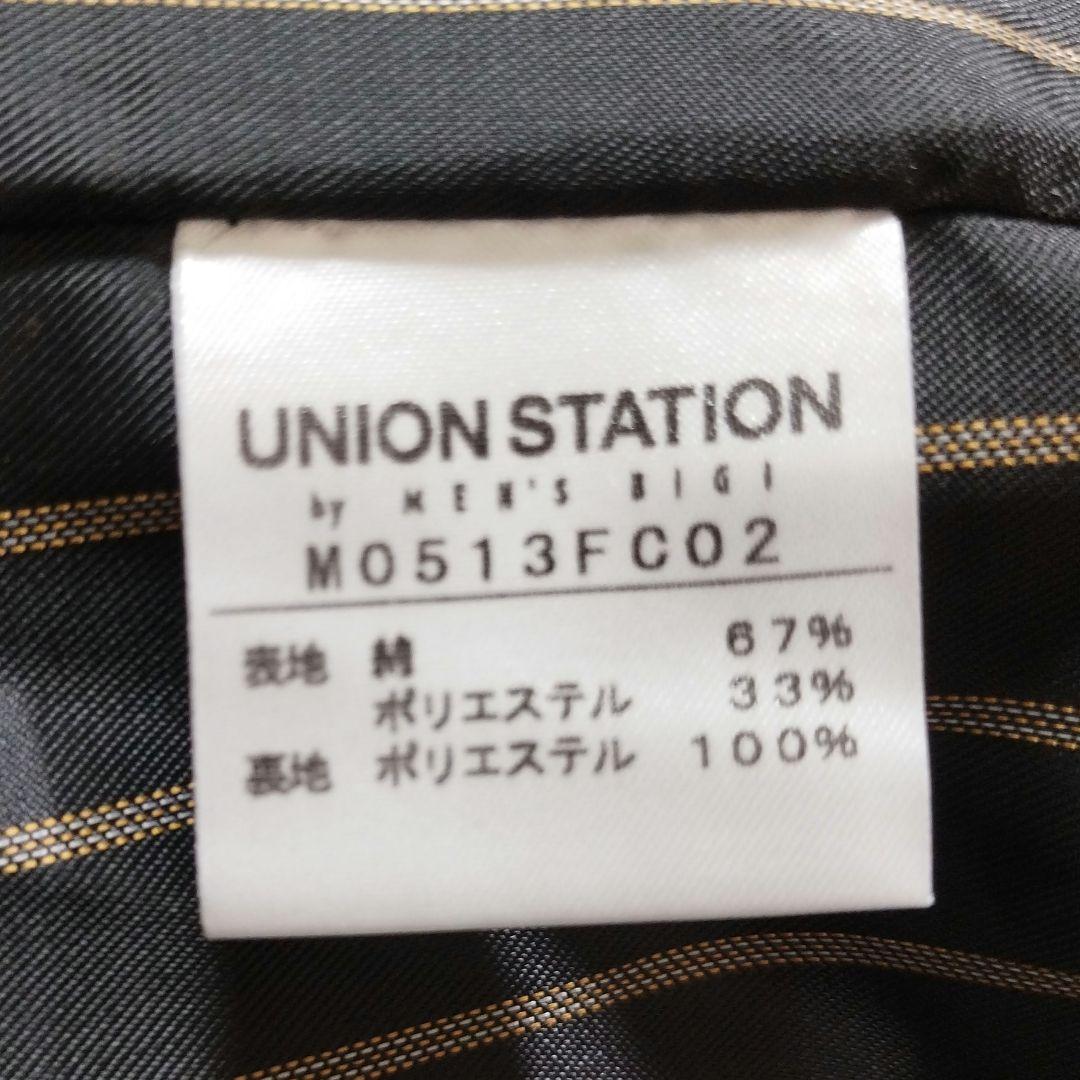 UNION STATION
by MEN'S BIGI
M0513FC02
表地 綿 67%
ポリエステル 33%
裏地 ポリエステル 100%